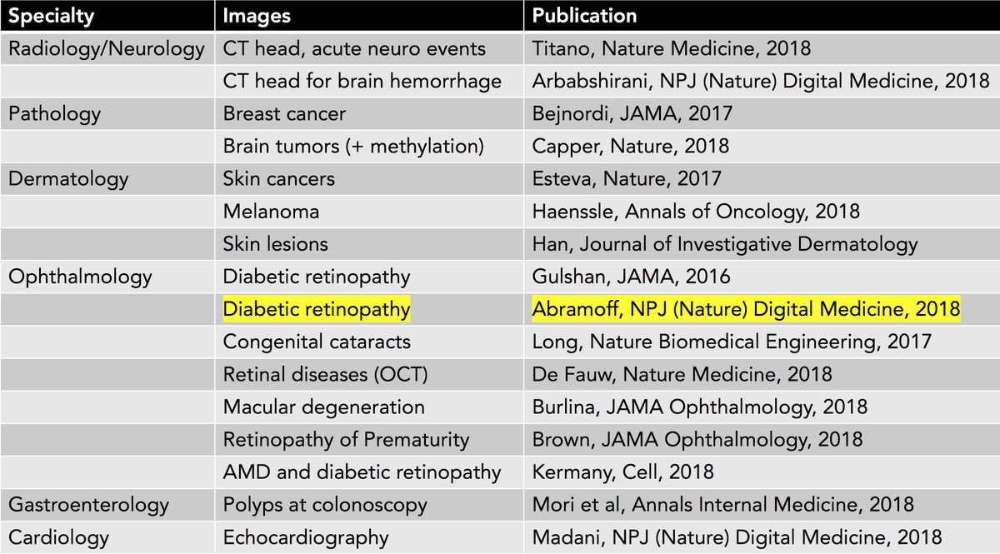 Specialty Images Publication
Radiology/Neurology CT head, acute neuro events Titano, Nature Medicine, 2018
CT head for brain hemorrhage Arbabshirani, NPJ (Nature) Digital Medicine, 2018
Pathology Breast cancer Bejnordi, JAMA, 2017
Brain tumors (+ methylation) Capper, Nature, 2018
Dermatology Skin cancers Esteva, Nature, 2017
Melanoma Haenssle, Annals of Oncology, 2018
Skin lesions Han, Journal of Investigative Dermatology
Ophthalmology Diabetic retinopathy Gulshan, JAMA, 2016
Diabetic retinopathy Abramoff, NPJ (Nature) Digital Medicine, 2018
Congenital cataracts Long, Nature Biomedical Engineering, 2017
Retinal diseases (OCT) De Fauw, Nature Medicine, 2018
Macular degeneration Burlina, JAMA Ophthalmology, 2018
Retinopathy of Prematurity Brown, JAMA Ophthalmology, 2018
AMD and diabetic retinopathy Kermany, Cell, 2018
Gastroenterology Polyps at colonoscopy Mori et al, Annals Internal Medicine, 2018
Cardiology Echocardiography Madani, NPJ (Nature) Digital Medicine, 2018